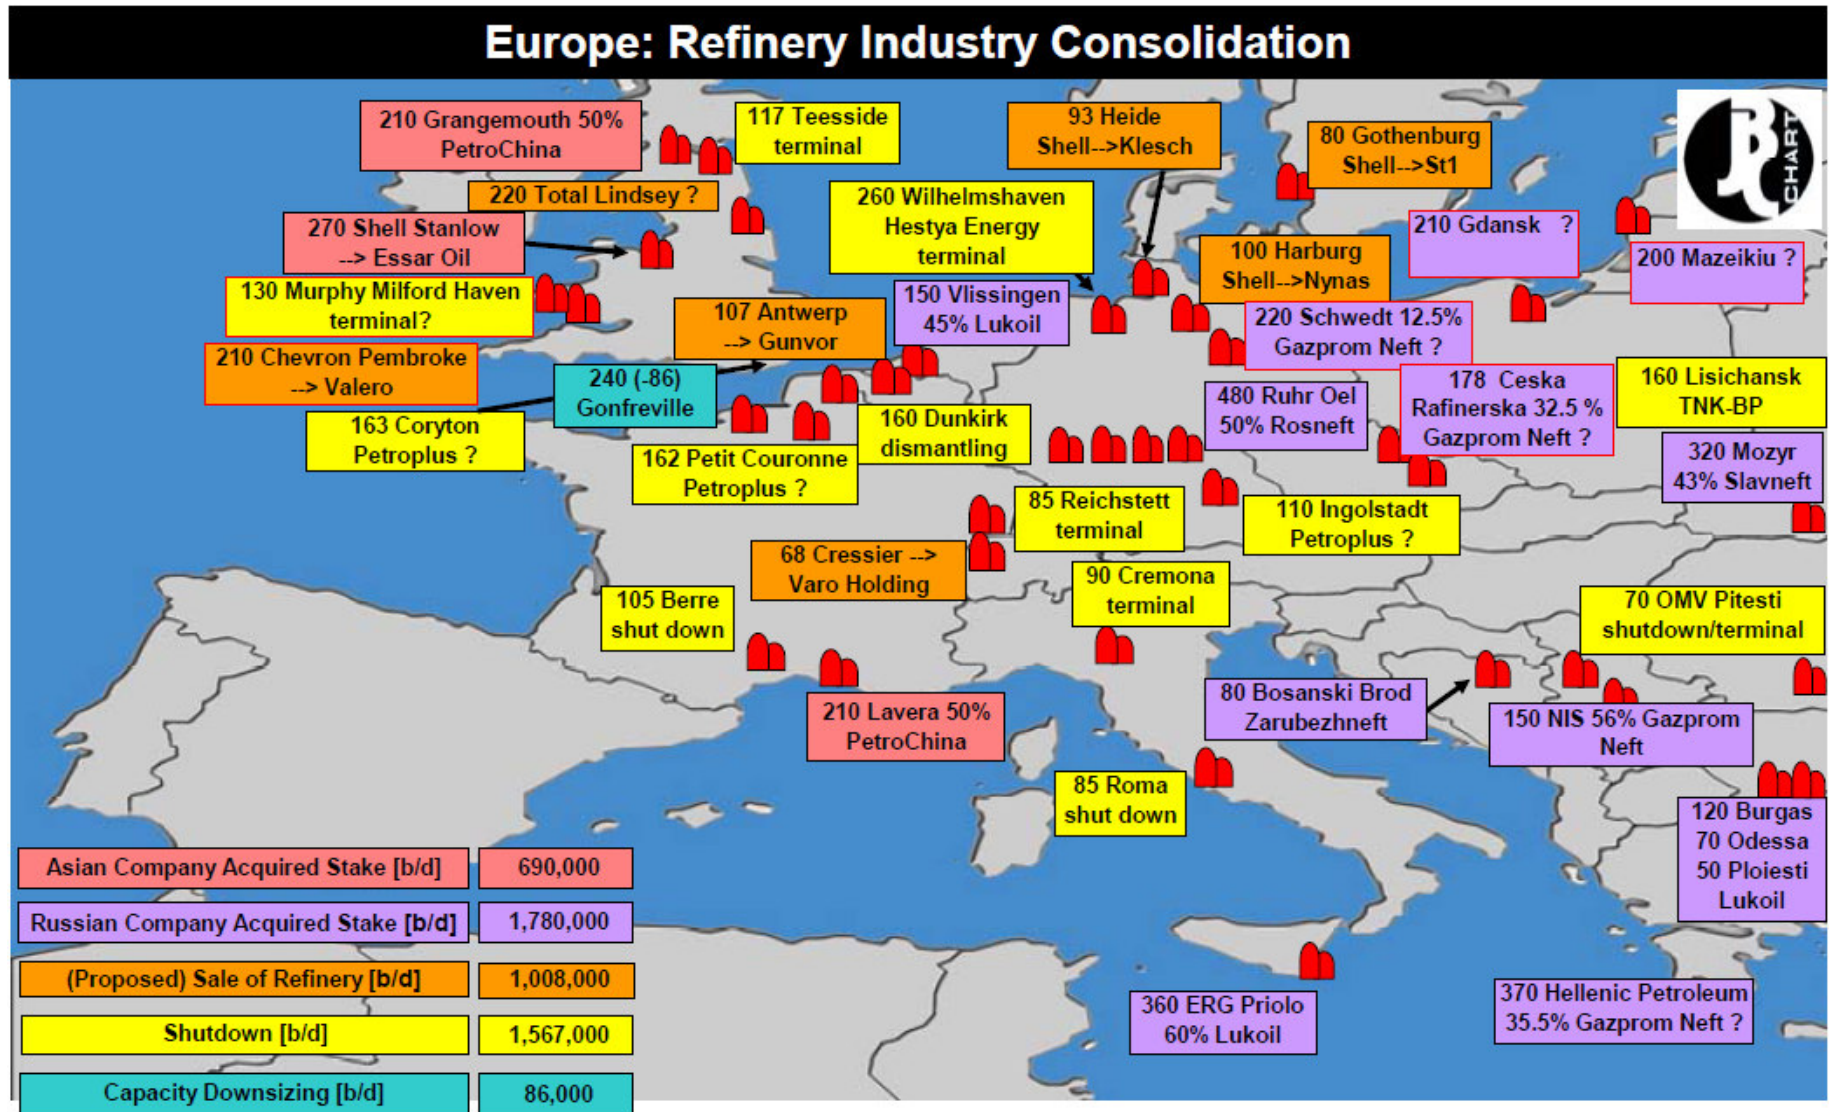 Europe: Refinery Industry Consolidation
JBC
CHART
210 Grangemouth 50%
PetroChina
117 Teesside
terminal
93 Heide
Shell-->Klesch
80 Gothenburg
Shell-->St1
220 Total Lindsey ?
260 Wilhelmshaven
Hestya Energy
terminal
270 Shell Stanlow
--> Essar Oil
210 Gdansk ?
100 Harburg
Shell-->Nynas
200 Mazeikiu ?
130 Murphy Milford Haven
terminal?
150 Vlissingen
45% Lukoil
107 Antwerp
--> Gunvor
220 Schwedt 12.5%
Gazprom Neft ?
210 Chevron Pembroke
--> Valero
240 (-86)
Gonfreville
480 Ruhr Oel
50% Rosneft
178 Ceska
Rafinerska 32.5 %
Gazprom Neft ?
160 Lisichansk
TNK-BP
163 Coryton
Petroplus ?
160 Dunkirk
dismantling
320 Mozyr
43% Slavneft
162 Petit Couronne
Petroplus ?
85 Reichstett
terminal
110 Ingolstadt
Petroplus ?
68 Cressier -->
Varo Holding
90 Cremona
terminal
105 Berre
shut down
70 OMV Pitesti
shutdown/terminal
80 Bosanski Brod
Zarubezhneft
210 Lavera 50%
PetroChina
150 NIS 56% Gazprom
Neft
85 Roma
shut down
120 Burgas
70 Odessa
50 Ploiesti
Lukoil
360 ERG Priolo
60% Lukoil
370 Hellenic Petroleum
35.5% Gazprom Neft ?
Asian Company Acquired Stake [b/d] 690,000
Russian Company Acquired Stake [b/d] 1,780,000
(Proposed) Sale of Refinery [b/d] 1,008,000
Shutdown [b/d] 1,567,000
Capacity Downsizing [b/d] 86,000